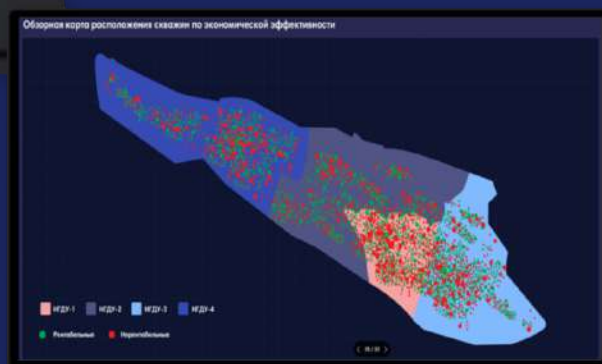 Обзорная карта расположения скважин по экономической эффективности
НГДУ-1 НГДУ-2 НГДУ-3 НГДУ-4
Рентабельные Нерентабельные